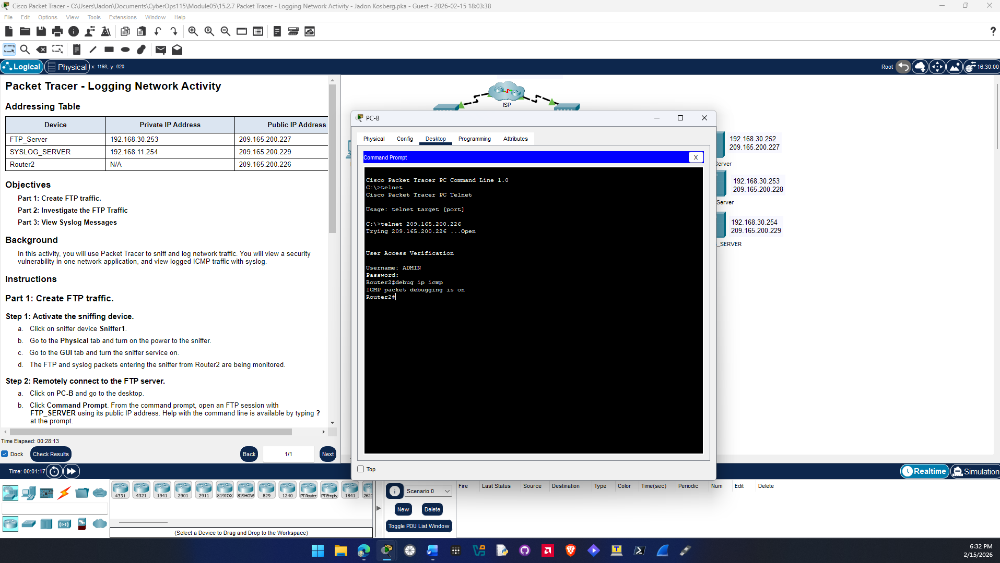 Cisco Packet Tracer - C:\Users\Jadon\Documents\CyberOps115\Module05\15.2.7 Packet Tracer - Logging Network Activity - Jadon Kosberg.pka - Guest - 2026-02-15 18:03:38
File Edit Options View Tools Extensions Window Help
Logical Physical x: 1193, y: 620
Root 16:30:00
Packet Tracer - Logging Network Activity
Addressing Table
Device Private IP Address Public IP Address
FTP_Server 192.168.30.253 209.165.200.227
SYSLOG_SERVER 192.168.11.254 209.165.200.229
Router2 N/A 209.165.200.226
Objectives
Part 1: Create FTP traffic.
Part 2: Investigate the FTP Traffic
Part 3: View Syslog Messages
Background
In this activity, you will use Packet Tracer to sniff and log network traffic. You will view a security
vulnerability in one network application, and view logged ICMP traffic with syslog.
Instructions
Part 1: Create FTP traffic.
Step 1: Activate the sniffing device.
a. Click on sniffer device Sniffer1.
b. Go to the Physical tab and turn on the power to the sniffer.
c. Go to the GUI tab and turn the sniffer service on.
d. The FTP and syslog packets entering the sniffer from Router2 are being monitored.
Step 2: Remotely connect to the FTP server.
a. Click on PC-B and go to the desktop.
b. Click Command Prompt. From the command prompt, open an FTP session with
FTP_SERVER using its public IP address. Help with the command line is available by typing ?
at the prompt.
Time Elapsed: 00:28:13
Dock Check Results Back 1/1 Next
ISP
PC-B
Physical Config Desktop Programming Attributes
Command Prompt X
Cisco Packet Tracer PC Command Line 1.0
C:\>telnet
Cisco Packet Tracer PC Telnet
Usage: telnet target [port]
C:\>telnet 209.165.200.226
Trying 209.165.200.226 ...Open
User Access Verification
Username: ADMIN
Password:
Router2#debug ip icmp
ICMP packet debugging is on
Router2#
Top
192.168.30.252
209.165.200.227
Server
192.168.30.253
209.165.200.228
Server
192.168.30.254
209.165.200.229
_SERVER
Time: 00:01:17
Realtime Simulation
4331 4321 1941 2901 2911 819IOX 819HGW 829 1240 PT-Router PT-Empty 1841 2620
(Select a Device to Drag and Drop to the Workspace)
Scenario 0
New Delete
Toggle PDU List Window
Fire Last Status Source Destination Type Color Time(sec) Periodic Num Edit Delete
6:32 PM
2/15/2026